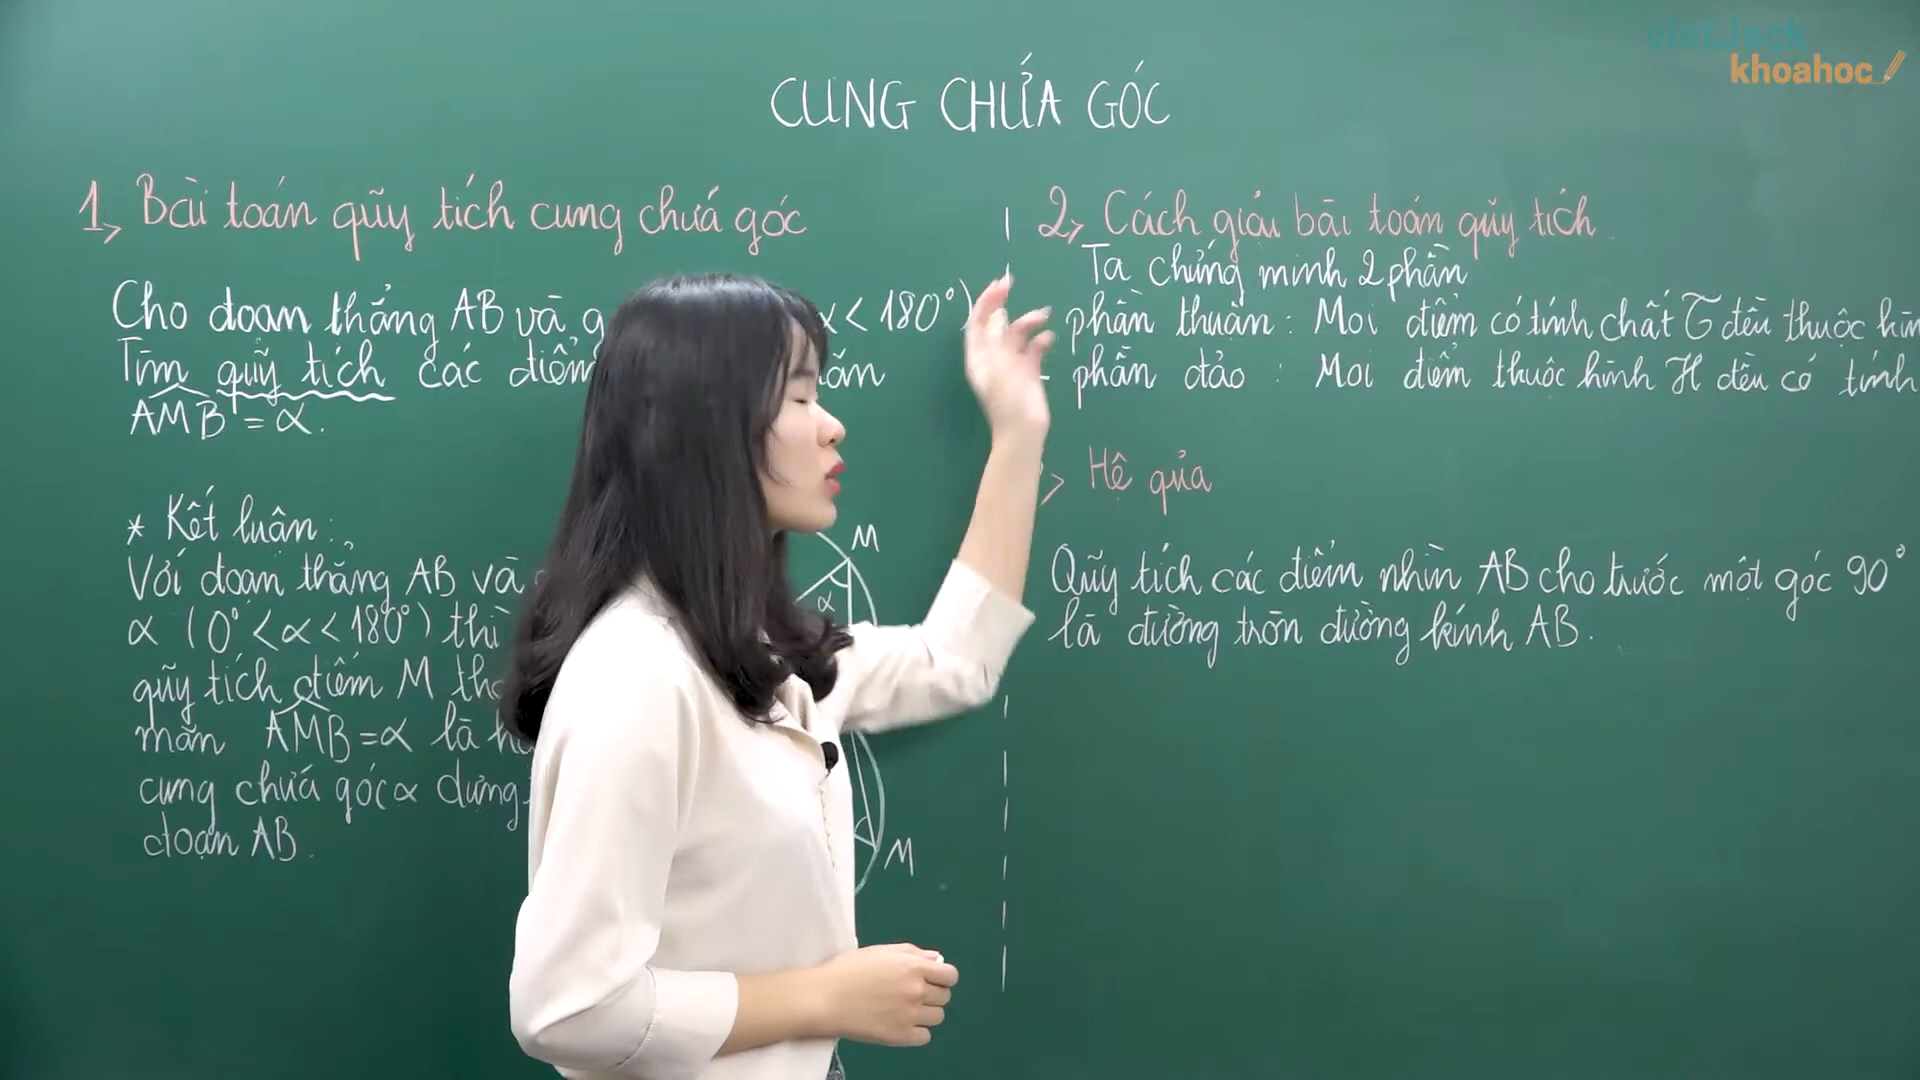 vietJack
khoahoc
CUNG CHỨA GÓC
1, Bài toán quỹ tích cung chứa góc
Cho đoạn thẳng AB và g α < 180°)
Tìm quỹ tích các điểm
AMB = α.
* Kết luận:
Với đoạn thẳng AB và
α (0° < α < 180°) thì
quỹ tích điểm M
mãn AMB = α là
cung chứa góc α dựng
đoạn AB.
M
α
M
2, Cách giải bài toán quỹ tích
Ta chứng minh 2 phần
phần thuận: Mọi điểm có tính chất T đều thuộc
- phần đảo: Mọi điểm thuộc hình H đều có tính
> Hệ quả
Quỹ tích các điểm nhìn AB cho trước một góc 90°
là đường tròn đường kính AB.